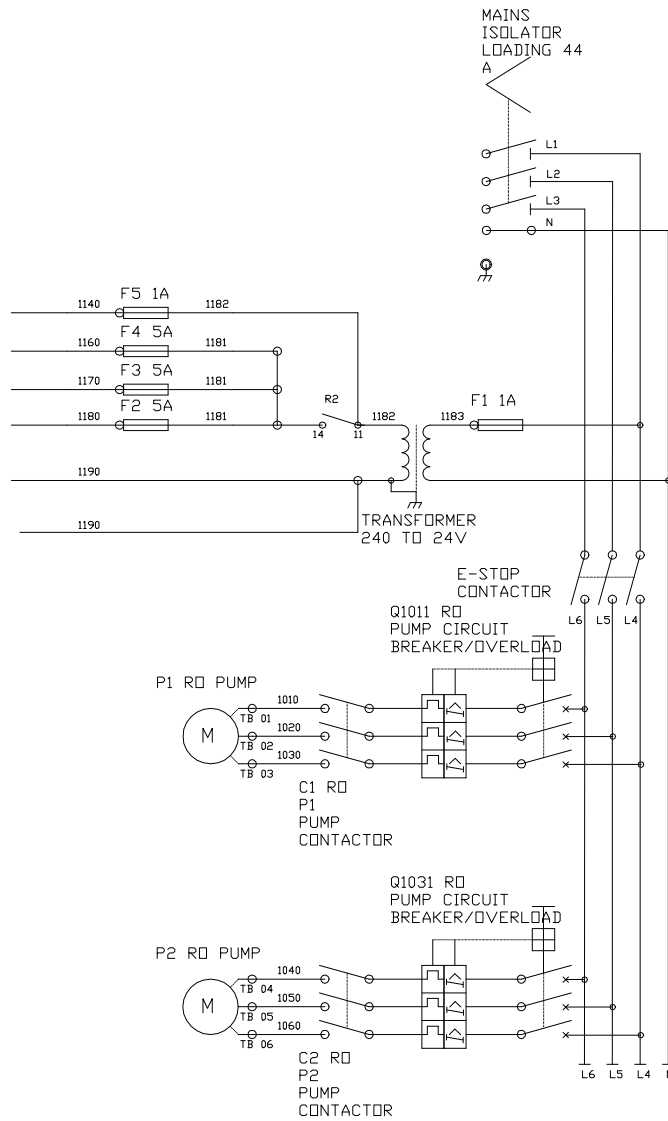 MAINS
ISOLATOR
LOADING 44
A
L1
L2
L3
N
F5 1A
1140 1182
F4 5A
1160 1181
F3 5A
1170 1181
F2 5A
1180 1181
R2
14 11
1182 1183
F1 1A
1190
1190
TRANSFORMER
240 TO 24V
E-STOP
CONTACTOR
L6 L5 L4
Q1011 RO
PUMP CIRCUIT
BREAKER/OVERLOAD
P1 RO PUMP
M
1010
TB 01
1020
TB 02
1030
TB 03
C1 RO
P1
PUMP
CONTACTOR
Q1031 RO
PUMP CIRCUIT
BREAKER/OVERLOAD
P2 RO PUMP
M
1040
TB 04
1050
TB 05
1060
TB 06
C2 RO
P2
PUMP
CONTACTOR
L6 L5 L4